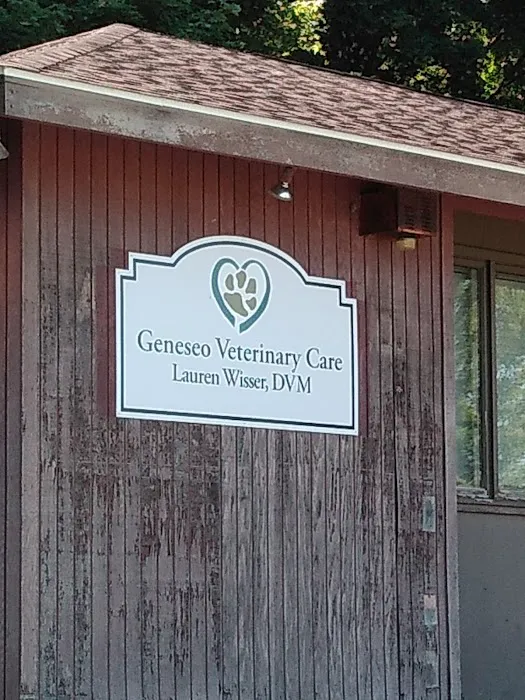 Geneseo Veterinary Care
Lauren Wisser, DVM